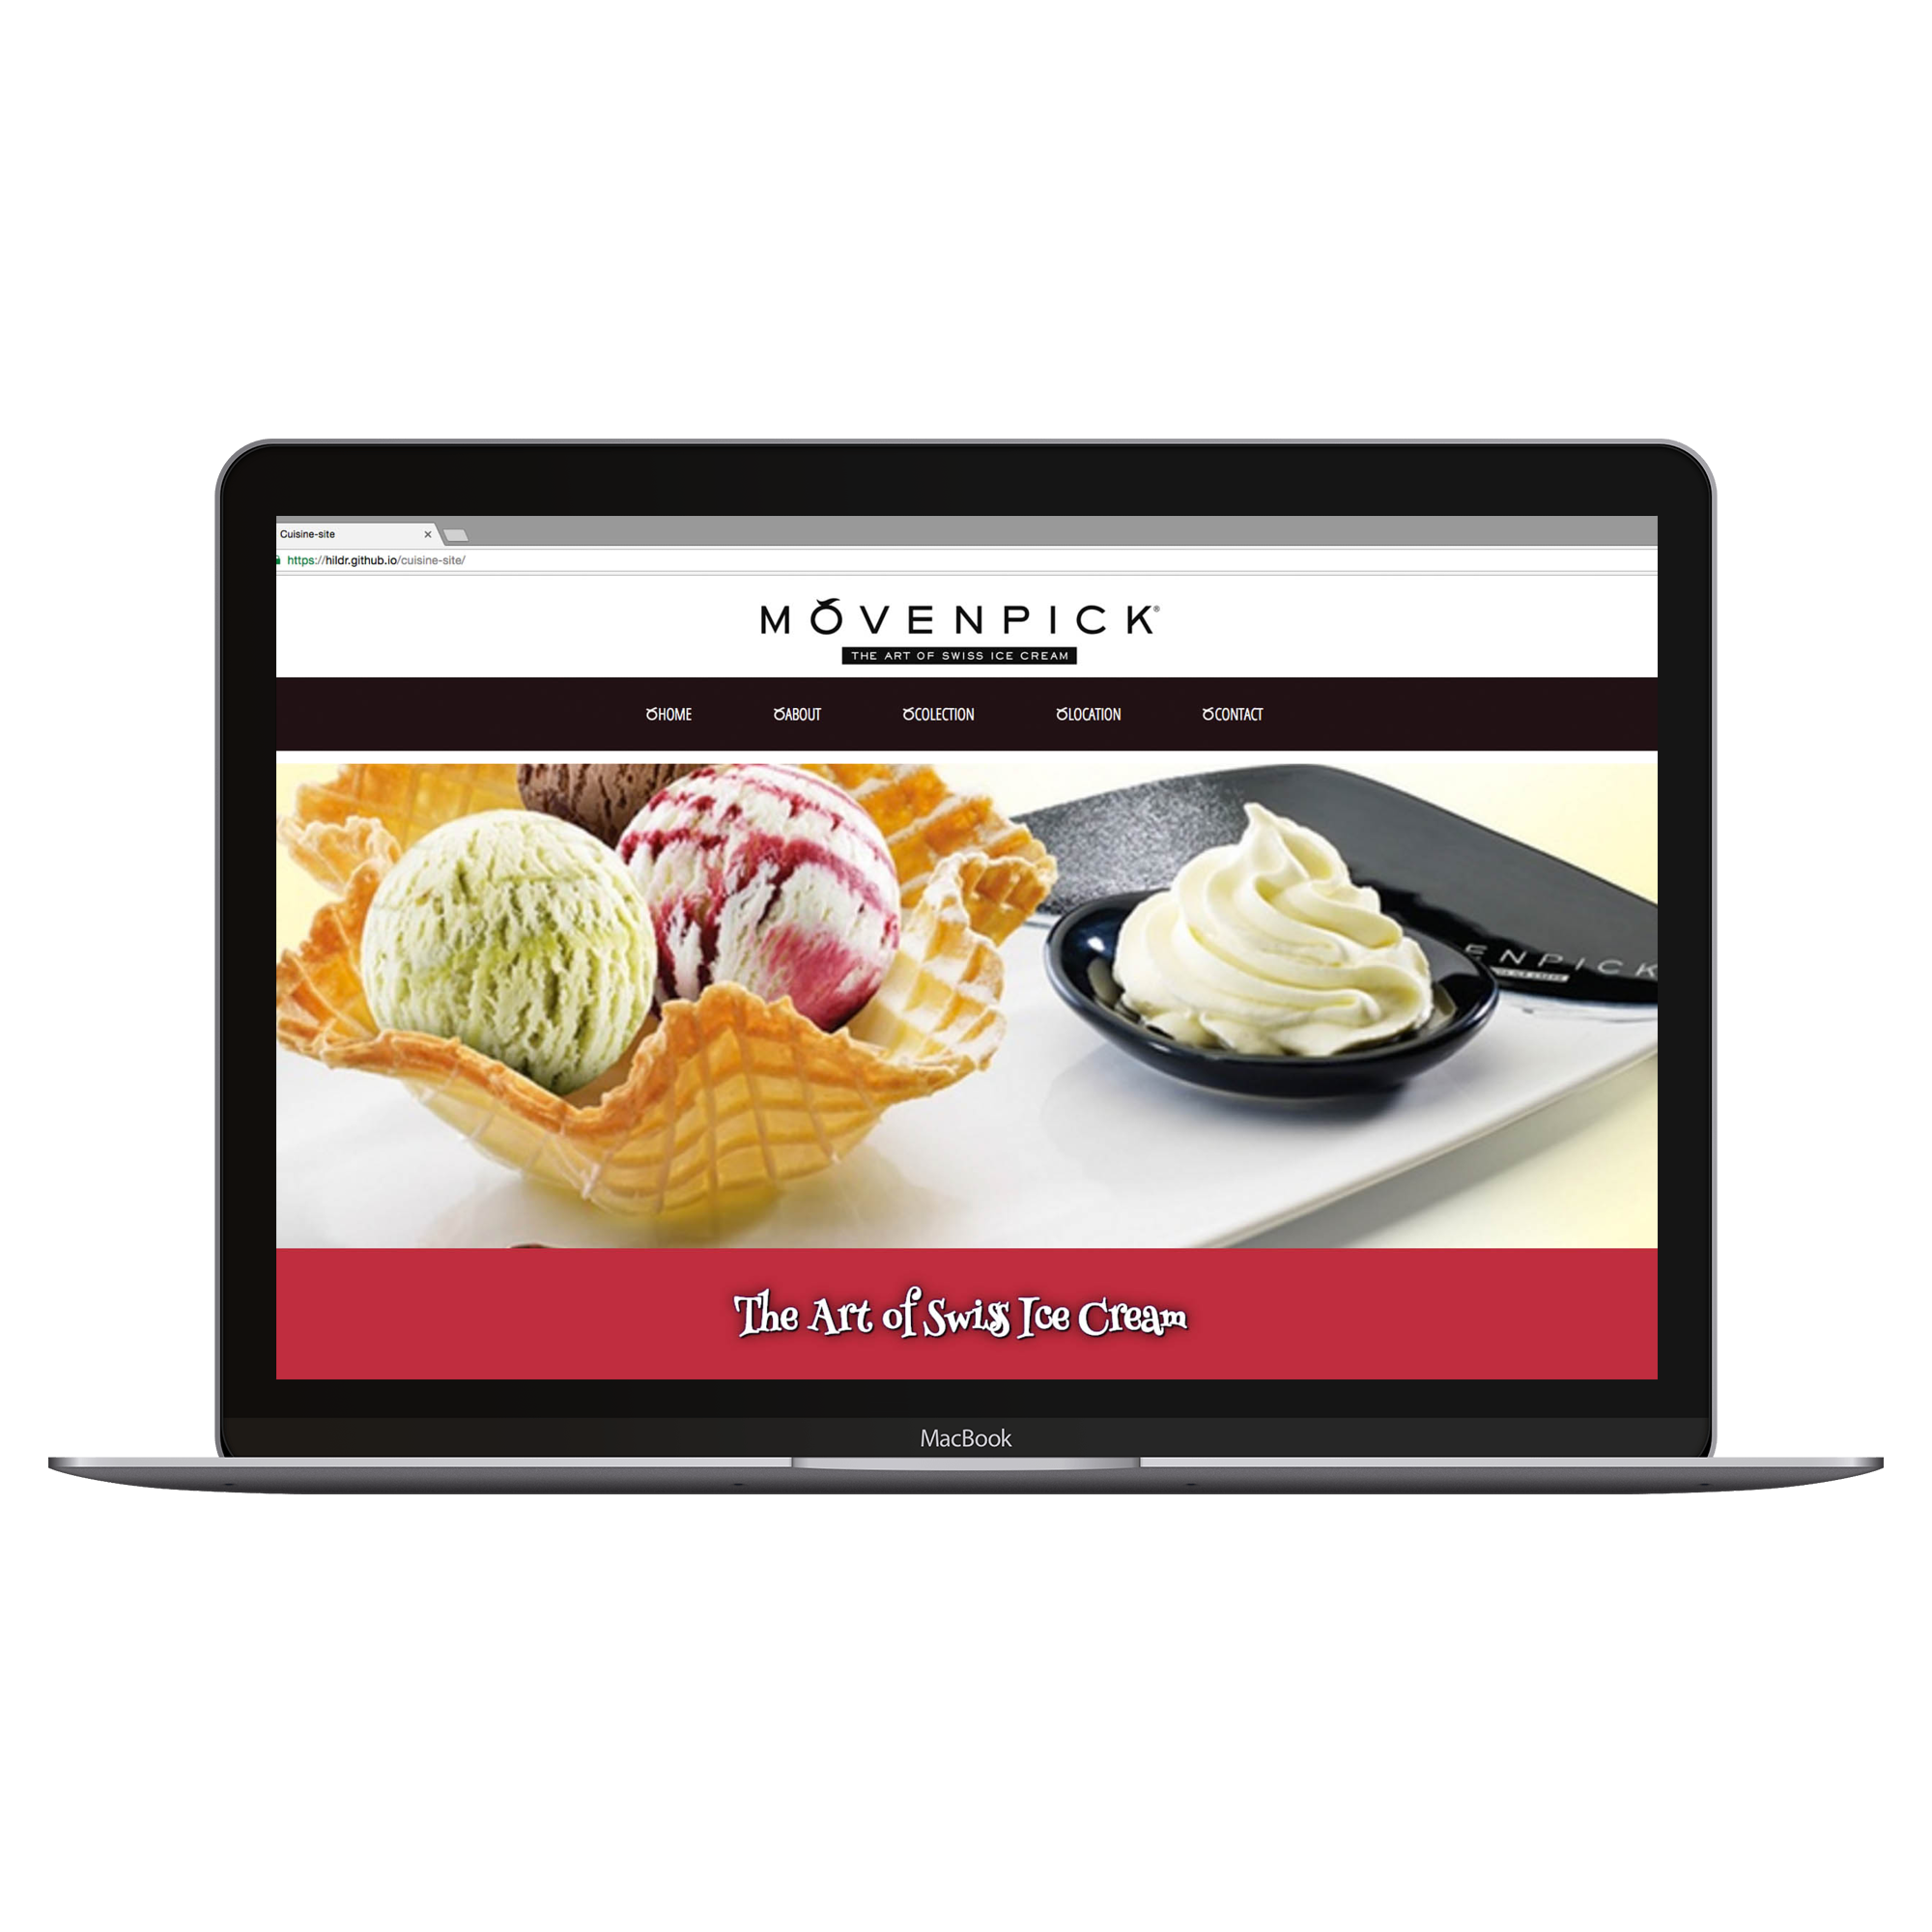 Cuisine-site
https://hildr.github.io/cuisine-site/
MÖVENPICK®
THE ART OF SWISS ICE CREAM
HOME ABOUT COLECTION LOCATION CONTACT
ENPICK
The Art of Swiss Ice Cream
MacBook